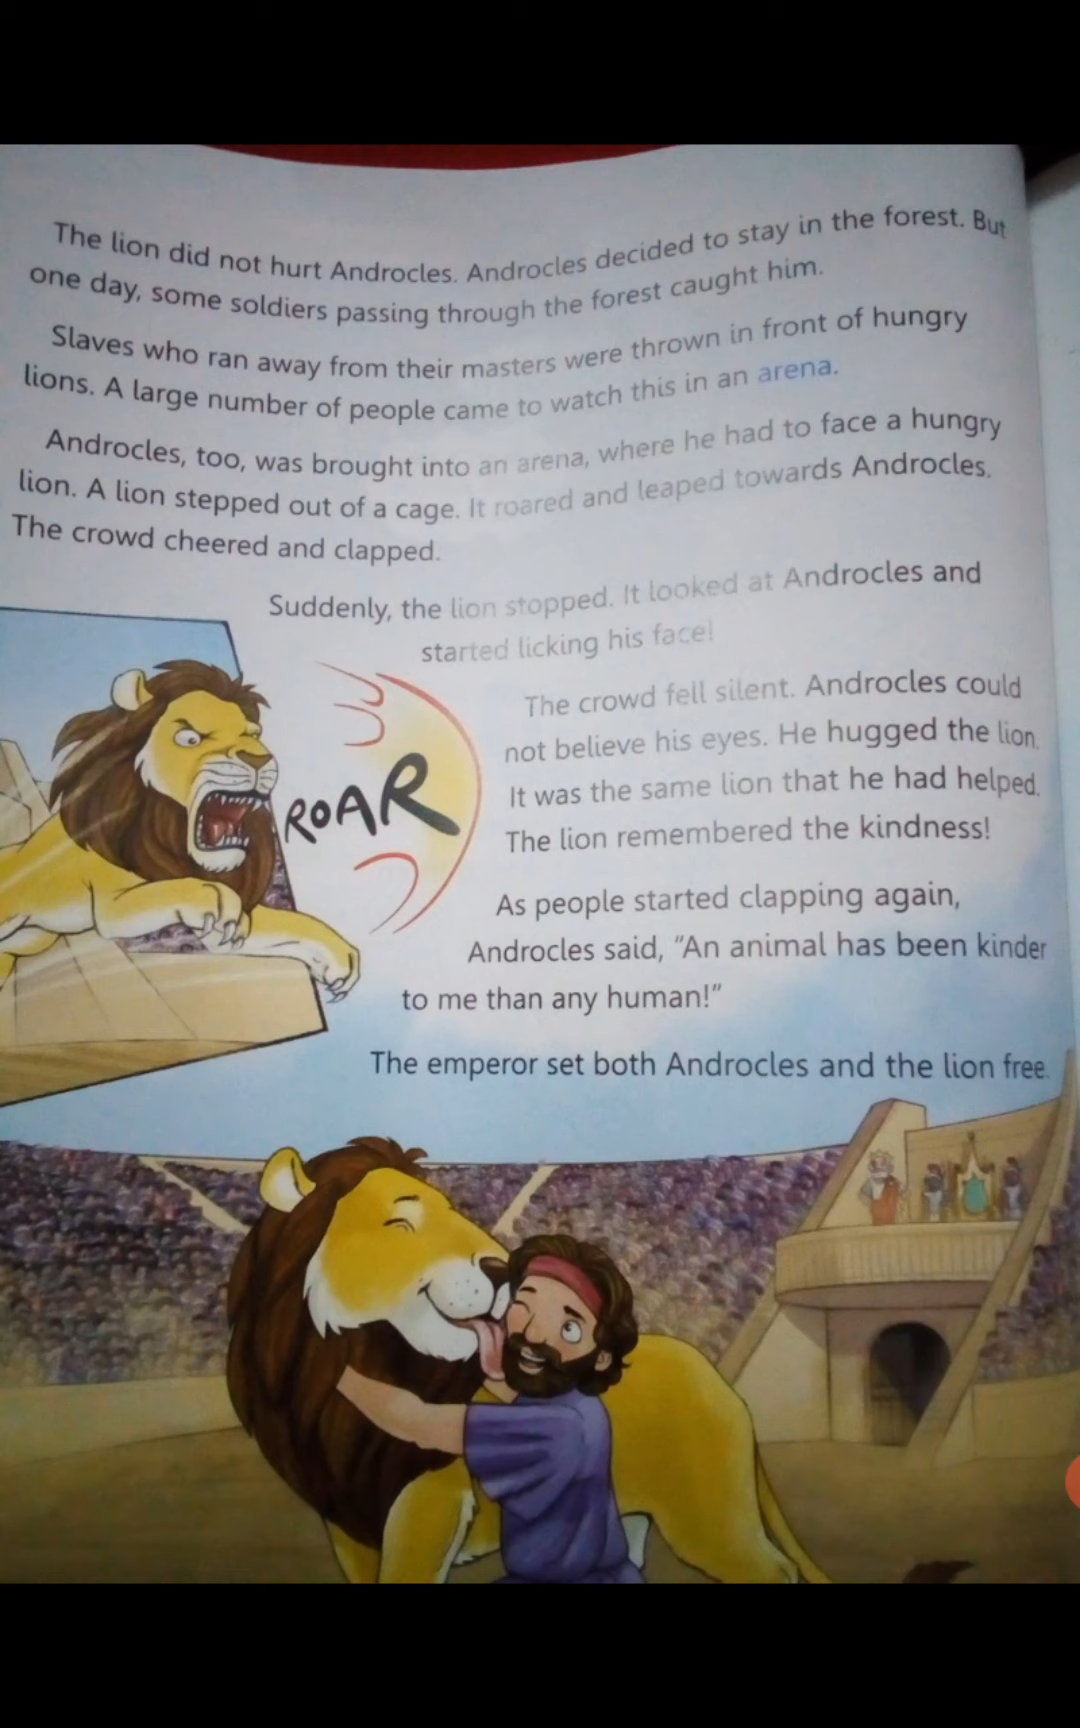 The lion did not hurt Androcles. Androcles decided to stay in the forest. But
one day, some soldiers passing through the forest caught him.
Slaves who ran away from their masters were thrown in front of hungry
lions. A large number of people came to watch this in an arena.
Androcles, too, was brought into an arena, where he had to face a hungry
lion. A lion stepped out of a cage. It roared and leaped towards Androcles.
The crowd cheered and clapped.
Suddenly, the lion stopped. It looked at Androcles and
started licking his face!
The crowd fell silent. Androcles could
not believe his eyes. He hugged the lion.
It was the same lion that he had helped.
The lion remembered the kindness!
ROAR
As people started clapping again,
Androcles said, “An animal has been kinder
to me than any human!”
The emperor set both Androcles and the lion free.